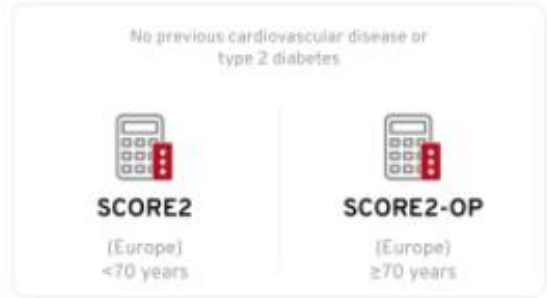 No previous cardiovascular disease or
type 2 diabetes
SCORE2
(Europe)
<70 years
SCORE2-OP
(Europe)
≥70 years